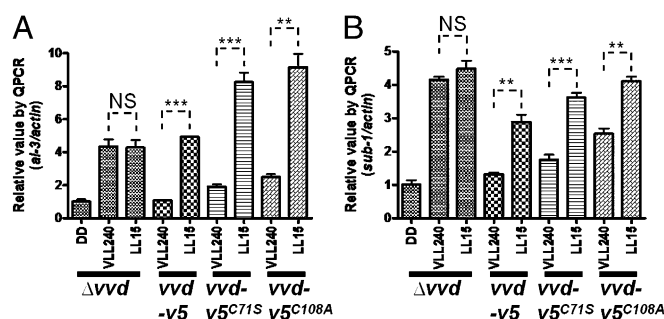 A
Relative value by QPCR
(al-3/actin)
10
8
6
4
2
0
NS
***
***
**
DD
VLL240
LL15
VLL240
LL15
VLL240
LL15
VLL240
LL15
Δvvd
vvd
-v5
vvd-
v5C71S
vvd-
v5C108A
B
Relative value by QPCR
(sub-1/actin)
5
4
3
2
1
0
NS
**
***
**
DD
VLL240
LL15
VLL240
LL15
VLL240
LL15
VLL240
LL15
Δvvd
vvd
-v5
vvd-
v5C71S
vvd-
v5C108A